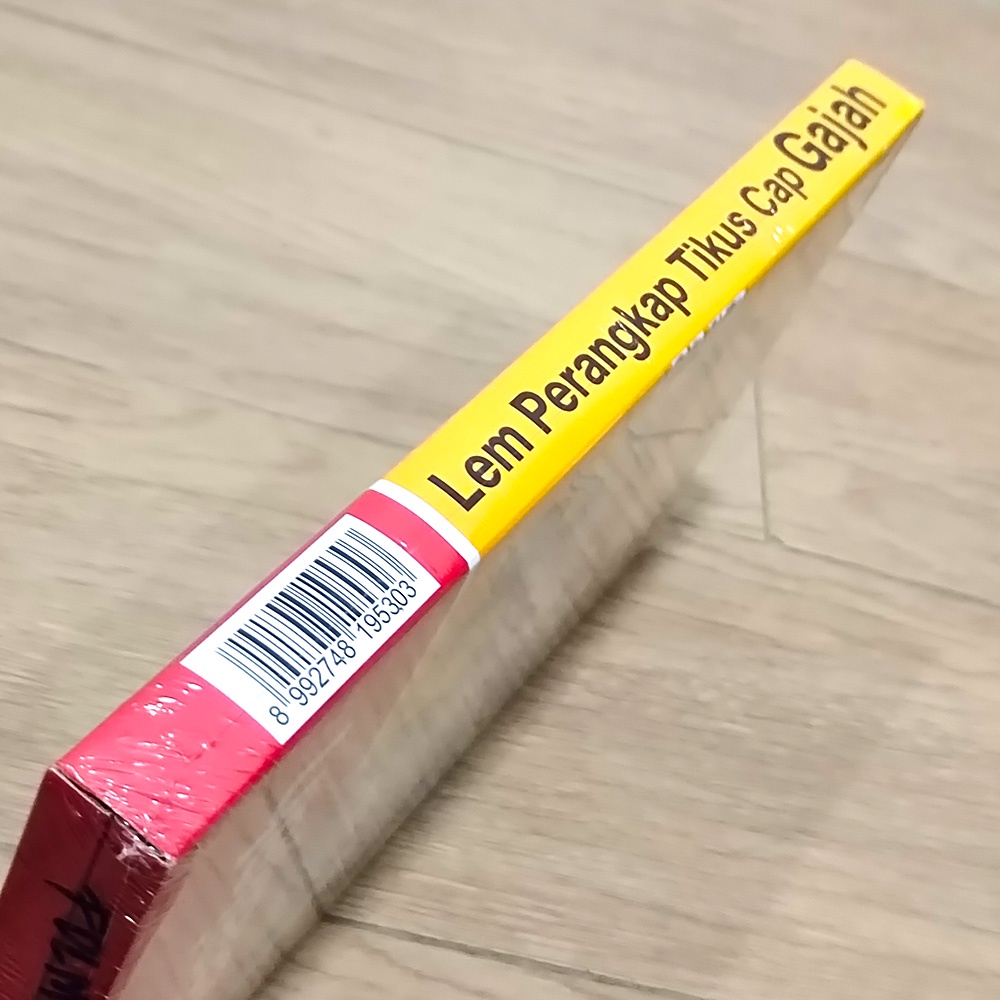 Lem Perangkap Tikus Cap Gajah
8 992748 195303